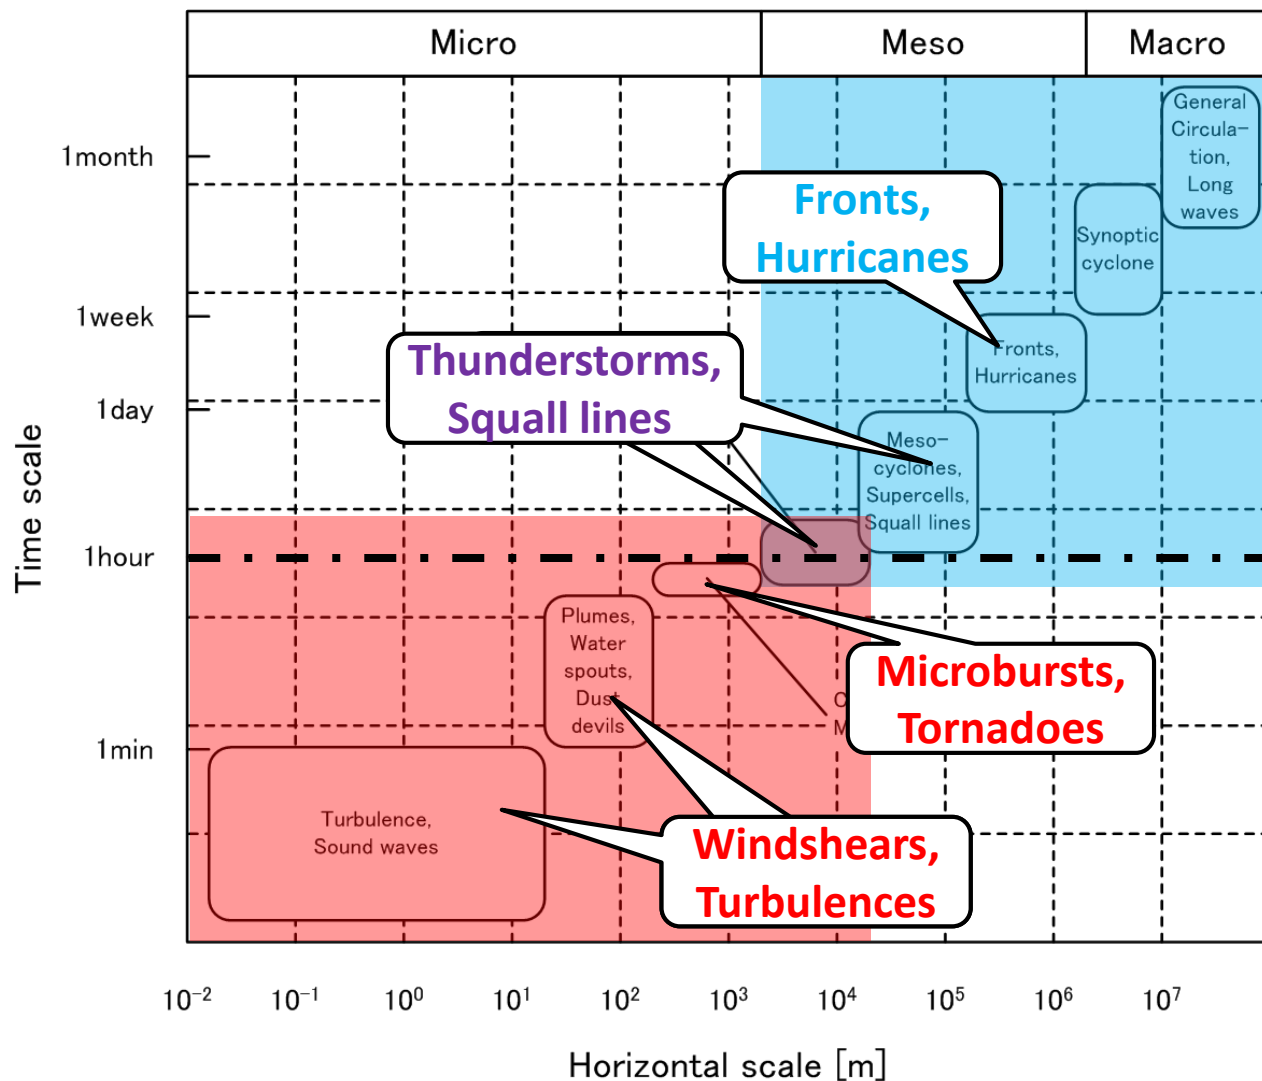 Micro
Meso
Macro
General
Circula-
tion,
Long
waves
1month
Fronts,
Hurricanes
Synoptic
cyclone
1week
Thunderstorms,
Squall lines
Fronts,
Hurricanes
1day
Meso-
cyclones,
Supercells,
Squall lines
Time scale
1hour
Plumes,
Water
spouts,
Dust
devils
Microbursts,
Tornadoes
1min
Turbulence,
Sound waves
Windshears,
Turbulences
10⁻² 10⁻¹ 10⁰ 10¹ 10² 10³ 10⁴ 10⁵ 10⁶ 10⁷
Horizontal scale [m]